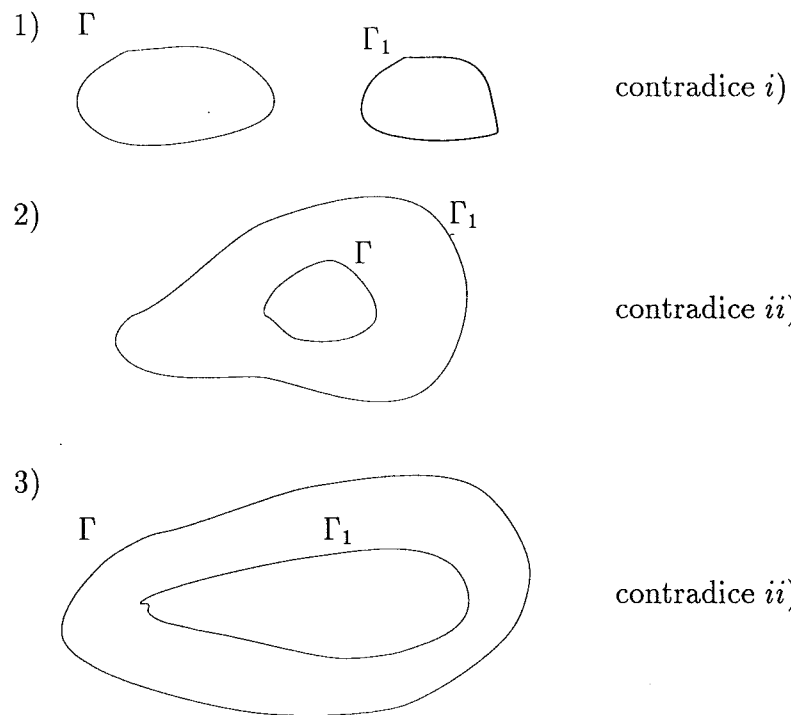 1) Γ Γ₁ contradice i)
2) Γ Γ₁ contradice ii)
3) Γ Γ₁ contradice ii)